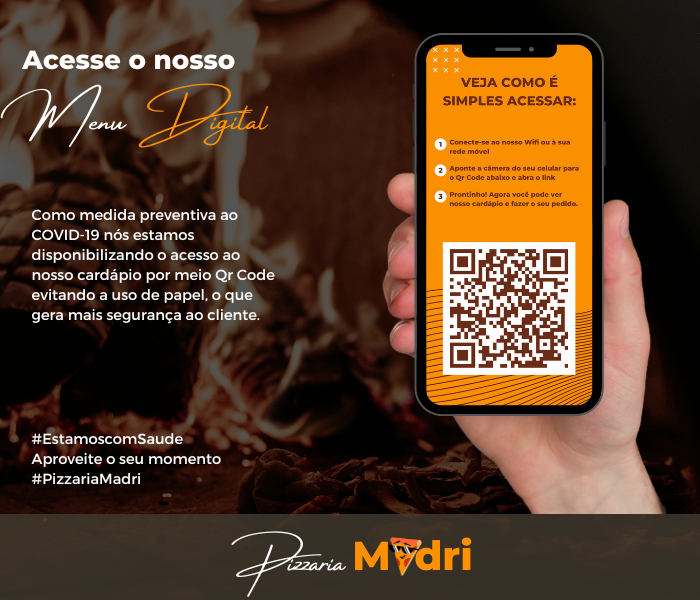 Acesse o nosso
Menu Digital
Como medida preventiva ao
COVID-19 nós estamos
disponibilizando o acesso ao
nosso cardápio por meio Qr Code
evitando a uso de papel, o que
gera mais segurança ao cliente.
#EstamoscomSaude
Aproveite o seu momento
#PizzariaMadri
VEJA COMO É
SIMPLES ACESSAR:
1 Conecte-se ao nosso Wifi ou à sua
rede móvel
2 Aponte a câmera do seu celular para
o Qr Code abaixo e abra o link
3 Prontinho! Agora você pode ver
nosso cardápio e fazer o seu pedido.
Pizzaria Madri